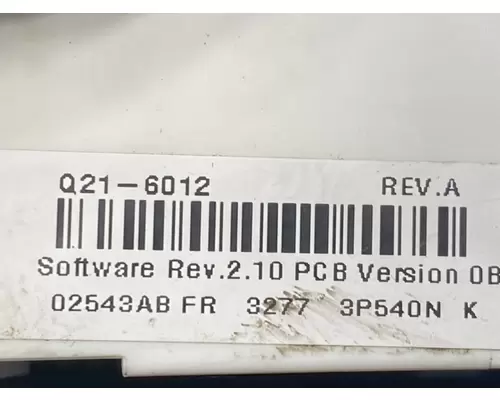 Q21-6012 REV.A
Software Rev.2.10 PCB Version 0B
02543AB FR 3277 3P540N K